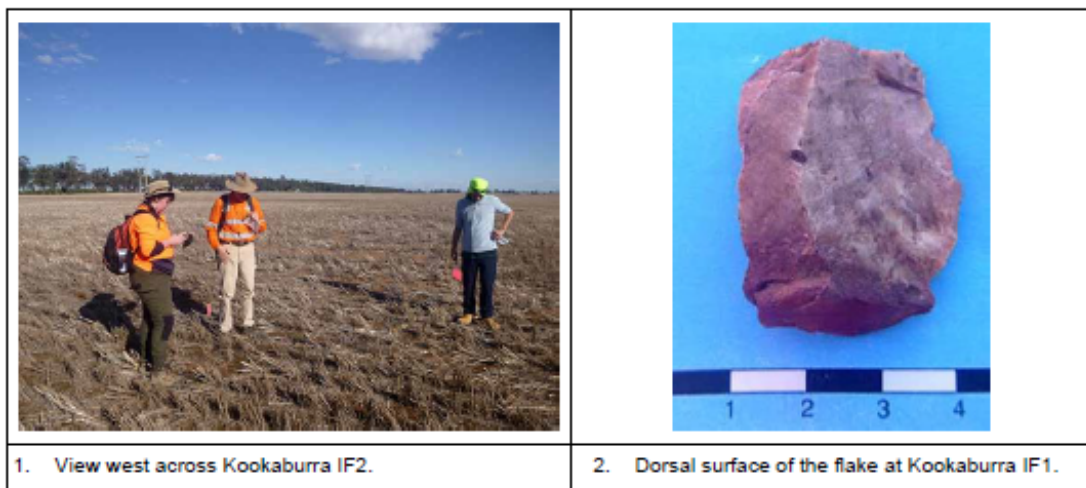 1 2 3 4
1. View west across Kookaburra IF2.
2. Dorsal surface of the flake at Kookaburra IF1.